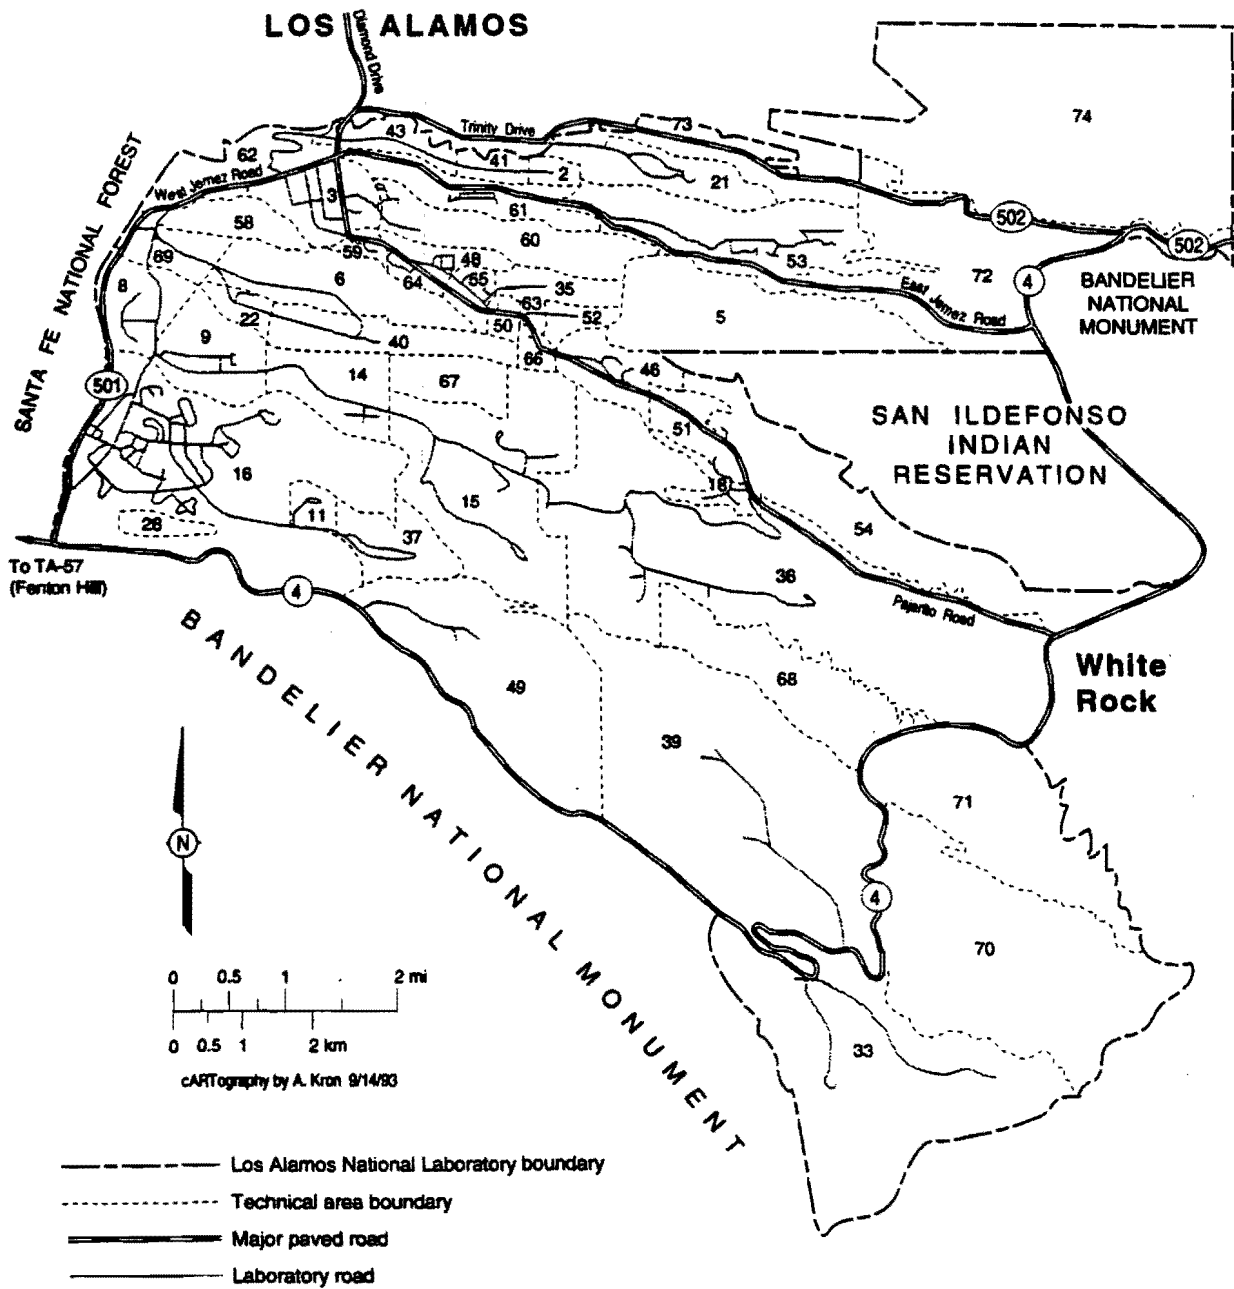 LOS ALAMOS
Diamond Drive
74
73
43
Trinity Drive
62
41
2
21
West Jemez Road
3
SANTA FE NATIONAL FOREST
58
61
60
502
502
59
48
53
72
69
6
64
55
35
4
BANDELIER
NATIONAL
MONUMENT
8
East Jemez Road
63
22
50
52
5
9
40
66
14
67
46
501
SAN ILDEFONSO
INDIAN
RESERVATION
51
16
18
15
11
28
37
54
To TA-57
(Fenton Hill)
36
4
Pajarito Road
BANDELIER NATIONAL MONUMENT
White
Rock
68
49
39
71
N
4
70
0 0.5 1 2 mi
0 0.5 1 2 km
33
cARTography by A. Kron 9/14/93
Los Alamos National Laboratory boundary
Technical area boundary
Major paved road
Laboratory road